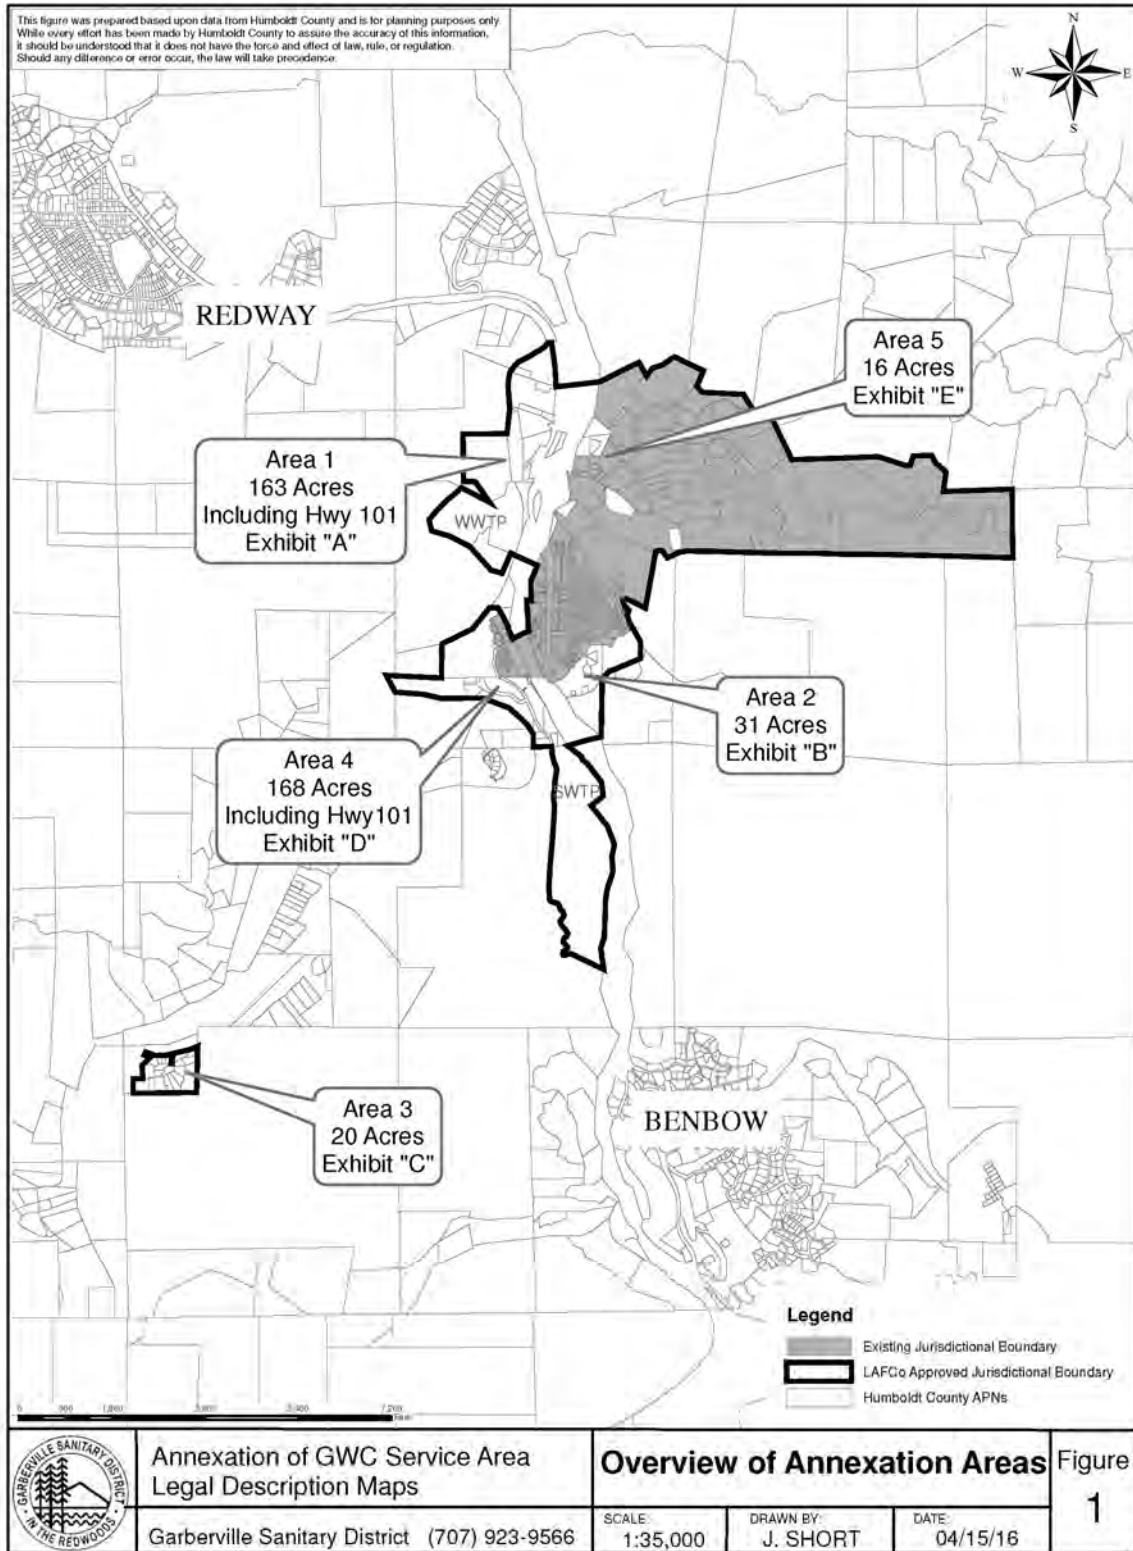 This figure was prepared based upon data from Humboldt County and is for planning purposes only.
While every effort has been made by Humboldt County to assure the accuracy of this information,
it should be understood that it does not have the force and effect of law, rule, or regulation.
Should any difference or error occur, the law will take precedence.
N
W E
S
REDWAY
Area 5
16 Acres
Exhibit "E"
Area 1
163 Acres
Including Hwy 101
Exhibit "A"
WWTP
Area 2
31 Acres
Exhibit "B"
Area 4
168 Acres
Including Hwy101
Exhibit "D"
SWTP
Area 3
20 Acres
Exhibit "C"
BENBOW
Legend
Existing Jurisdictional Boundary
LAFCo Approved Jurisdictional Boundary
Humboldt County APNs
0 900 1,800
GARBERVILLE SANITARY DISTRICT
IN THE REDWOODS
Annexation of GWC Service Area
Legal Description Maps
Garberville Sanitary District (707) 923-9566
Overview of Annexation Areas
SCALE: DRAWN BY: DATE:
1:35,000 J. SHORT 04/15/16
Figure
1